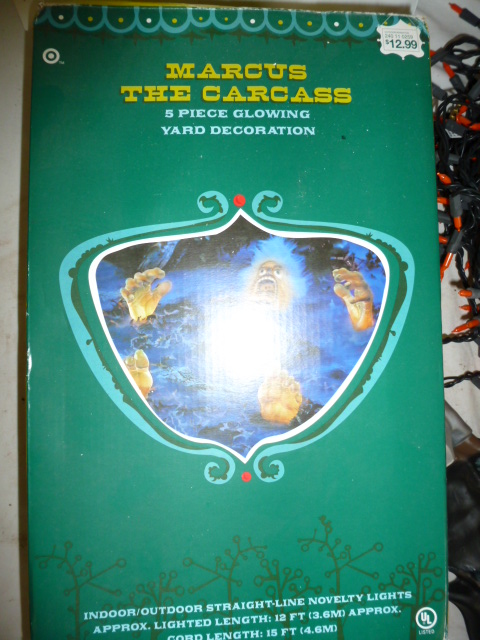 $12.99
MARCUS
THE CARCASS
5 PIECE GLOWING
YARD DECORATION
INDOOR/OUTDOOR STRAIGHT-LINE NOVELTY LIGHTS
APPROX. LIGHTED LENGTH: 12 FT (3.6M) APPROX.
CORD LENGTH: 15 FT (4.6M)
UL
LISTED